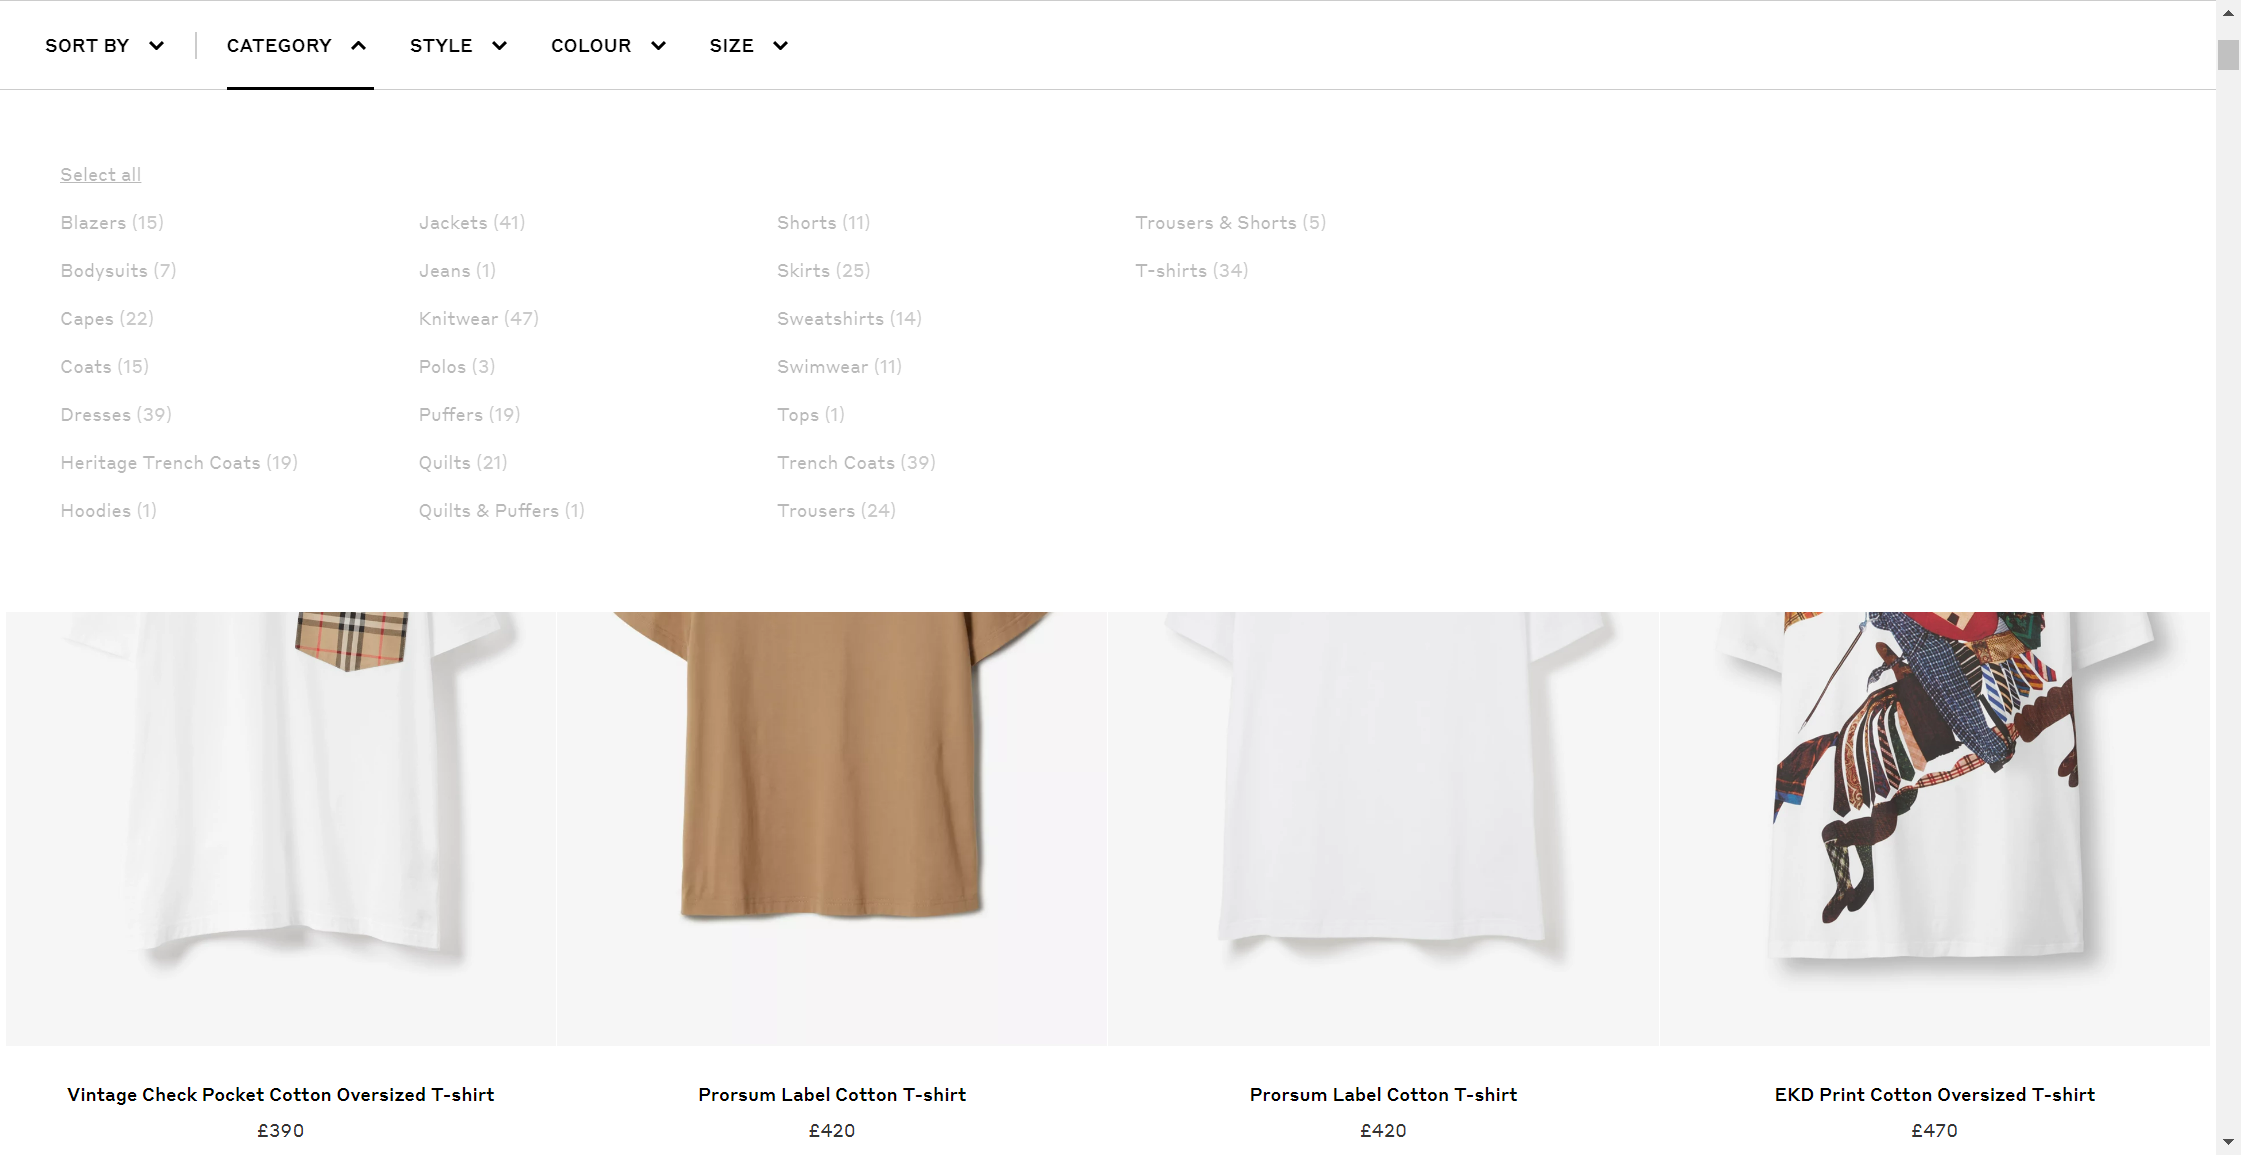 SORT BY
CATEGORY
STYLE
COLOUR
SIZE
Select all
Blazers (15)
Bodysuits (7)
Capes (22)
Coats (15)
Dresses (39)
Heritage Trench Coats (19)
Hoodies (1)
Jackets (41)
Jeans (1)
Knitwear (47)
Polos (3)
Puffers (19)
Quilts (21)
Quilts & Puffers (1)
Shorts (11)
Skirts (25)
Sweatshirts (14)
Swimwear (11)
Tops (1)
Trench Coats (39)
Trousers (24)
Trousers & Shorts (5)
T-shirts (34)
Vintage Check Pocket Cotton Oversized T-shirt
£390
Prorsum Label Cotton T-shirt
£420
Prorsum Label Cotton T-shirt
£420
EKD Print Cotton Oversized T-shirt
£470